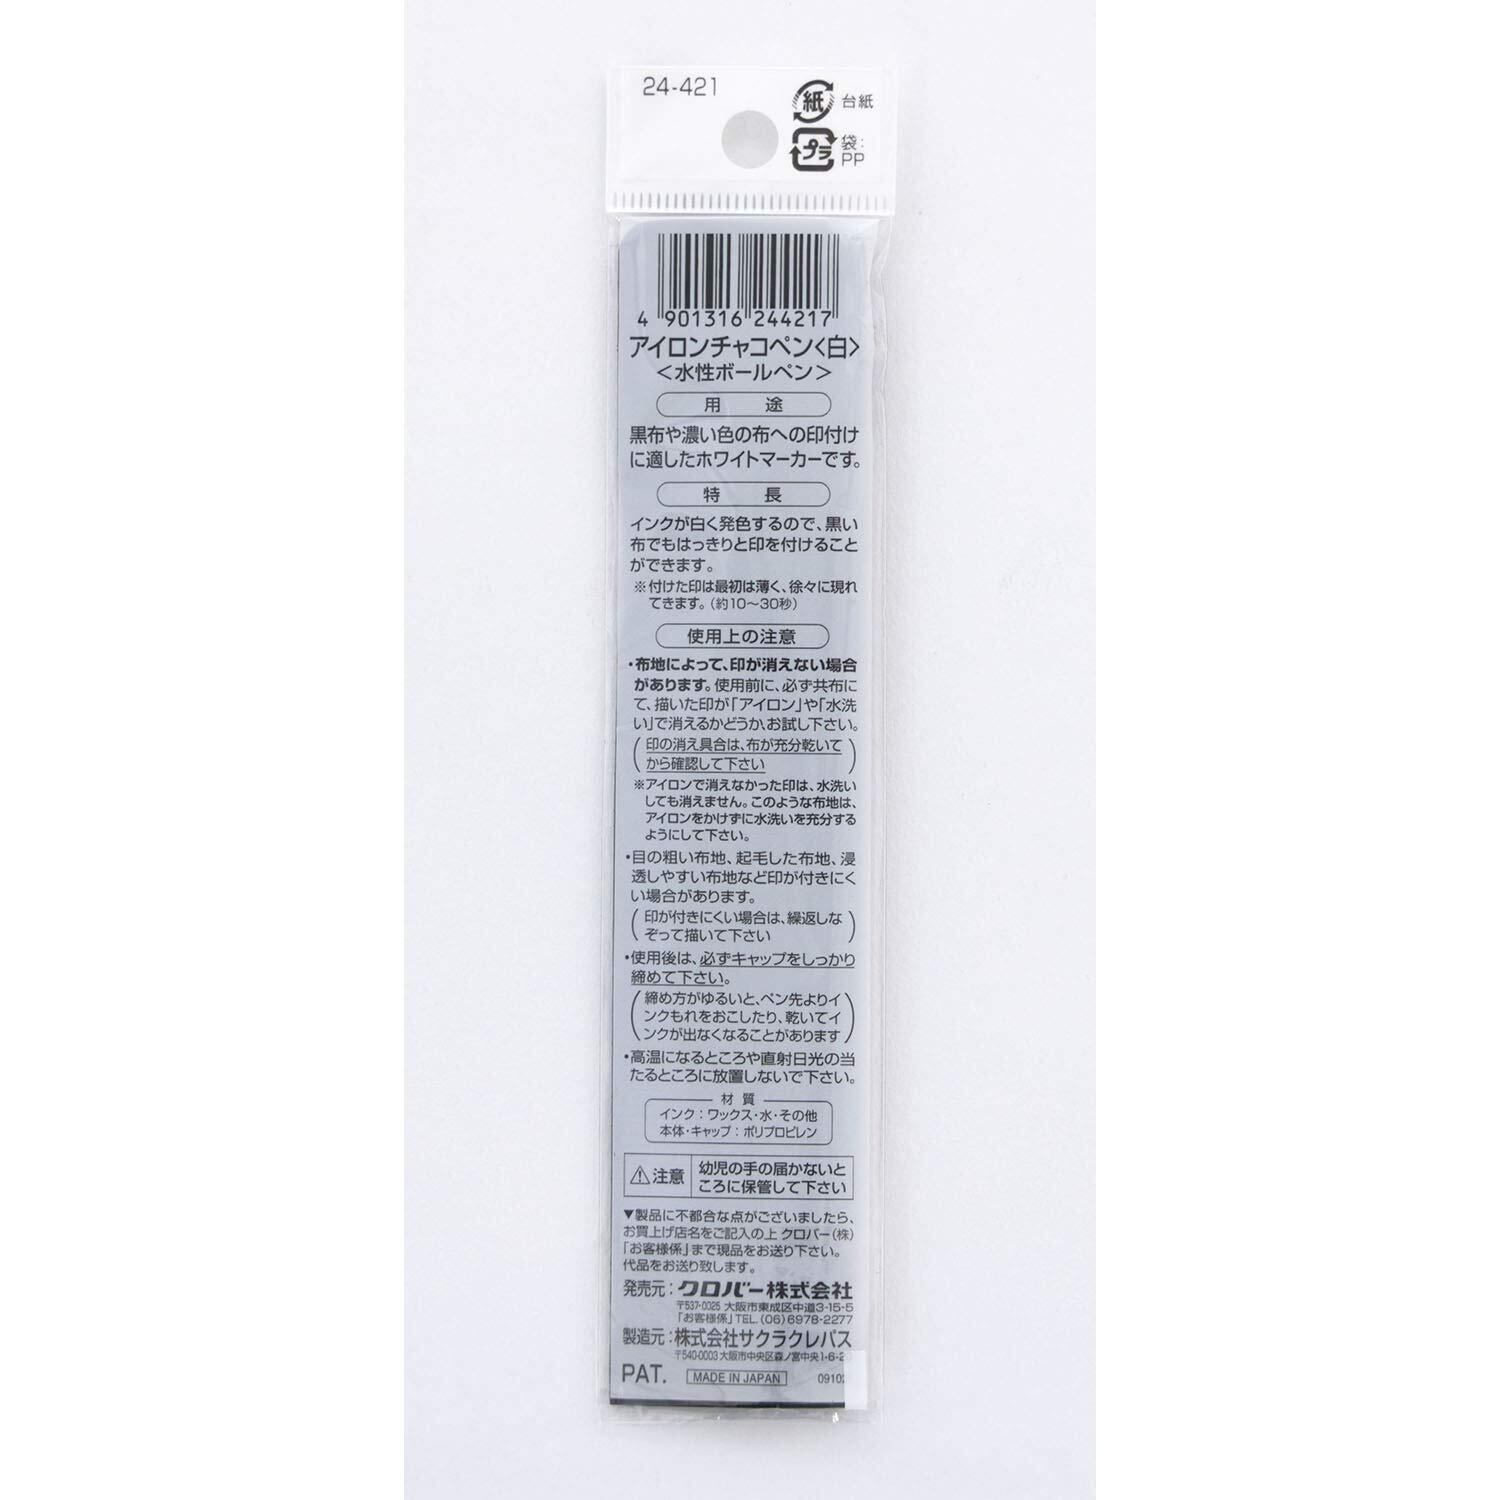 24-421
紙 台紙
プラ 袋:
PP
4 901316 244217
アイロンチャコペン〈白〉
〈水性ボールペン〉
用 途
黒布や濃い色の布への印付け
に適したホワイトマーカーです。
特 長
インクが白く発色するので、黒い
布でもはっきりと印を付けること
ができます。
※付けた印は最初は薄く、徐々に現れ
てきます。(約10〜30秒)
使用上の注意
・布地によって、印が消えない場合
があります。使用前に、必ず共布に
て、描いた印が「アイロン」や「水洗
い」で消えるかどうか、お試し下さい。
(印の消え具合は、布が充分乾いて
から確認して下さい)
※アイロンで消えなかった印は、水洗い
しても消えません。このような布地は、
アイロンをかけずに水洗いを充分する
ようにして下さい。
・目の粗い布地、起毛した布地、浸
透しやすい布地など印が付きにく
い場合があります。
(印が付きにくい場合は、繰返しな
ぞって描いて下さい)
・使用後は、必ずキャップをしっかり
締めて下さい。
(締め方がゆるいと、ペン先よりイ
ンクもれをおこしたり、乾いてイ
ンクが出なくなることがあります)
・高温になるところや直射日光の当
たるところに放置しないで下さい。
材 質
インク:ワックス・水・その他
本体・キャップ:ポリプロピレン
⚠注意 幼児の手の届かないと
ころに保管して下さい
▼製品に不都合な点がございましたら、
お買上げ店名をご記入の上 クロバー(株)
「お客様係」まで現品をお送り下さい。
代品をお送り致します。
発売元:クロバー株式会社
〒537-0025 大阪市東成区中道3-15-5
「お客様係」TEL.(06)6978-2277
製造元:株式会社サクラクレパス
〒540-0003 大阪市中央区森ノ宮中央1-6-20
PAT. MADE IN JAPAN 0910